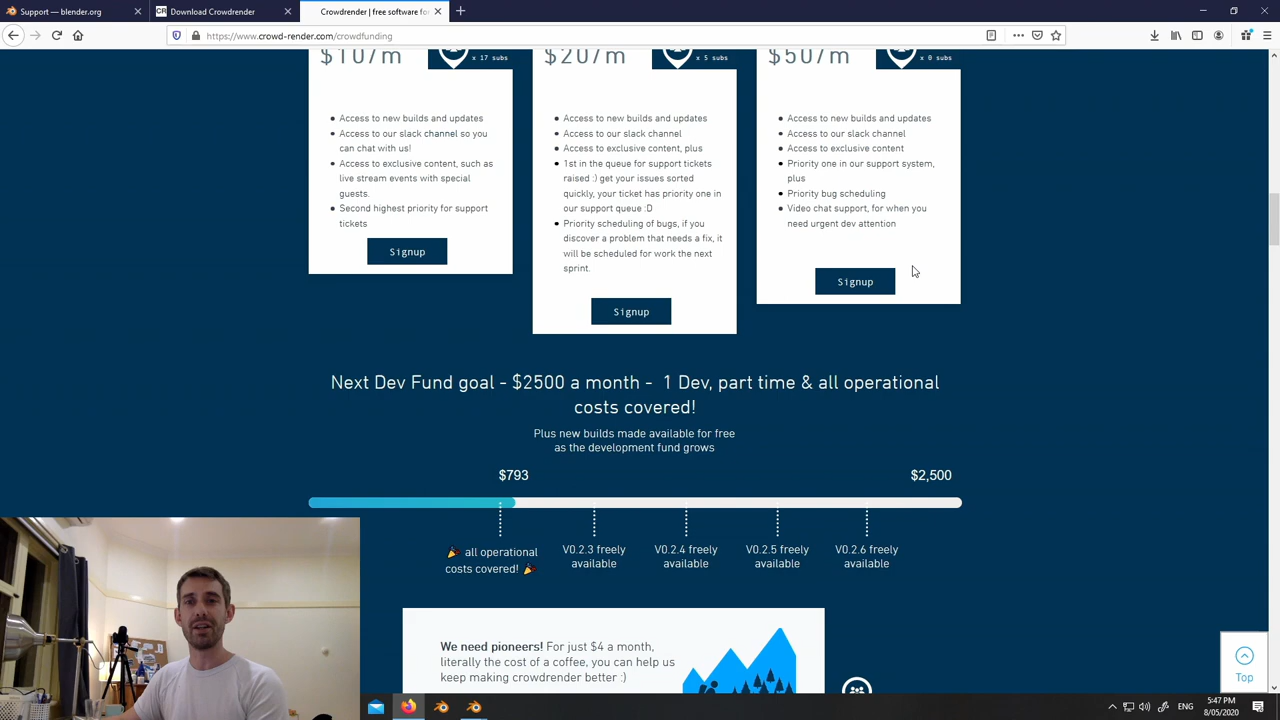 Support — blender.org
Download Crowdrender
Crowdrender | free software for
https://www.crowd-render.com/crowdfunding
$10/m
x 17 subs
$20/m
x 5 subs
$50/m
x 0 subs
Access to new builds and updates
Access to our slack channel so you
can chat with us!
Access to exclusive content, such as
live stream events with special
guests.
Second highest priority for support
tickets
Signup
Access to new builds and updates
Access to our slack channel
Access to exclusive content, plus
1st in the queue for support tickets
raised :) get your issues sorted
quickly, your ticket has priority one in
our support queue :D
Priority scheduling of bugs, if you
discover a problem that needs a fix, it
will be scheduled for work the next
sprint.
Signup
Access to new builds and updates
Access to our slack channel
Access to exclusive content
Priority one in our support system,
plus
Priority bug scheduling
Video chat support, for when you
need urgent dev attention
Signup
Next Dev Fund goal - $2500 a month - 1 Dev, part time & all operational
costs covered!
Plus new builds made available for free
as the development fund grows
$793
$2,500
all operational
costs covered!
V0.2.3 freely
available
V0.2.4 freely
available
V0.2.5 freely
available
V0.2.6 freely
available
We need pioneers! For just $4 a month,
literally the cost of a coffee, you can help us
keep making crowdrender better :)
Top
ENG
5:47 PM
8/05/2020